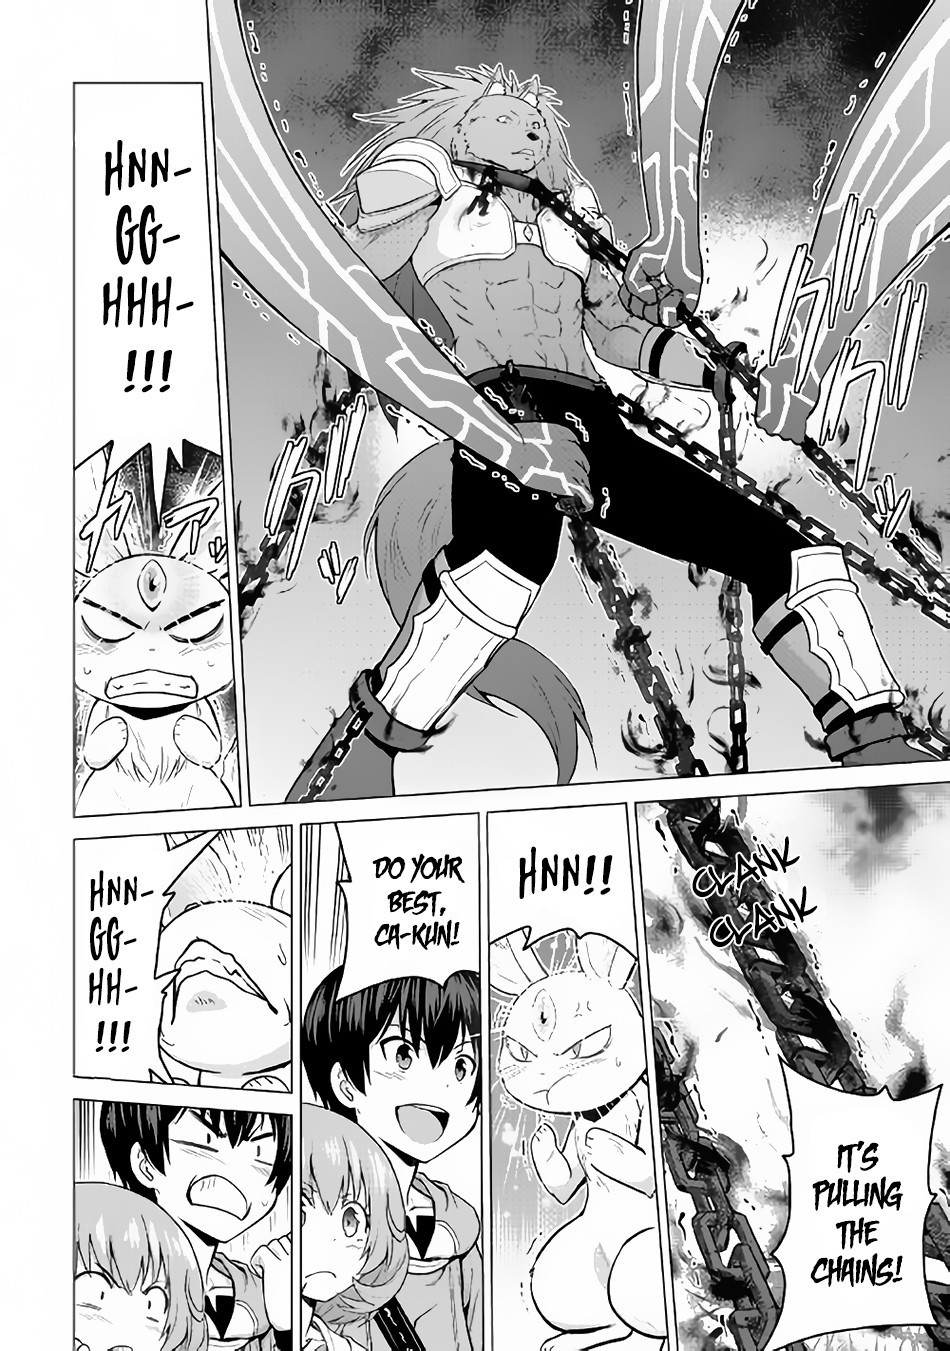 HNN-
GG-
HHH-
!!!
CLANK
CLANK
IT'S
PULLING
THE
CHAINS!
HNN!!
DO YOUR
BEST,
CA-KUN!
HNN-
GG-
HH-
!!!